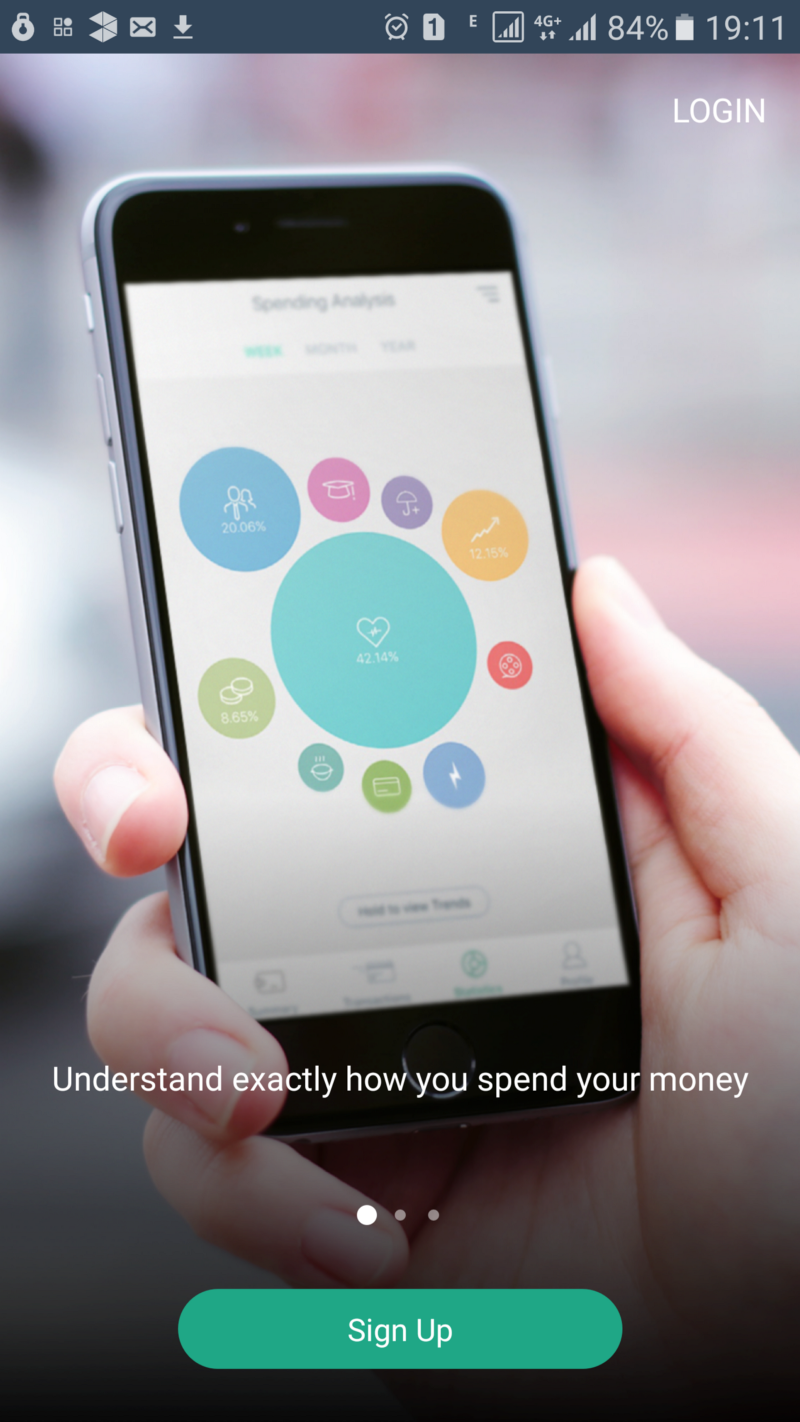 1 E 4G+ 84% 19:11
LOGIN
Spending Analysis
WEEK MONTH YEAR
20.06%
12.15%
42.14%
8.65%
Hold to view Trends
Summary Transactions Statistics Profile
Understand exactly how you spend your money
Sign Up